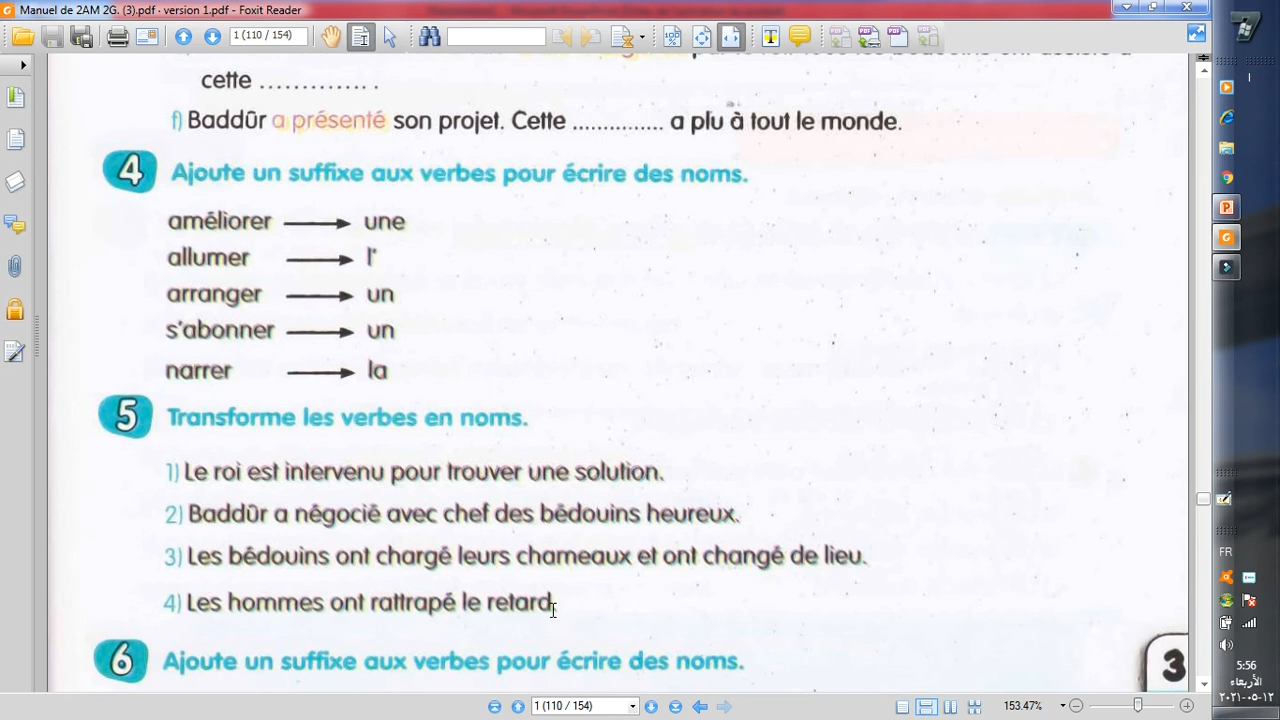 Manuel de 2AM 2G. (3).pdf - version 1.pdf - Foxit Reader
1 (110 / 154)
cette ............. .
f) Baddûr a présenté son projet. Cette .............. a plu à tout le monde.
4 Ajoute un suffixe aux verbes pour écrire des noms.
améliorer → une
allumer → l'
arranger → un
s'abonner → un
narrer → la
5 Transforme les verbes en noms.
1) Le roi est intervenu pour trouver une solution.
2) Baddûr a négocié avec chef des bédouins heureux.
3) Les bédouins ont chargé leurs chameaux et ont changé de lieu.
4) Les hommes ont rattrapé le retard.
6 Ajoute un suffixe aux verbes pour écrire des noms.
3
1 (110 / 154)
153.47%
FR
5:56
الأربعاء
٢٠٢١-٠٥-١٢